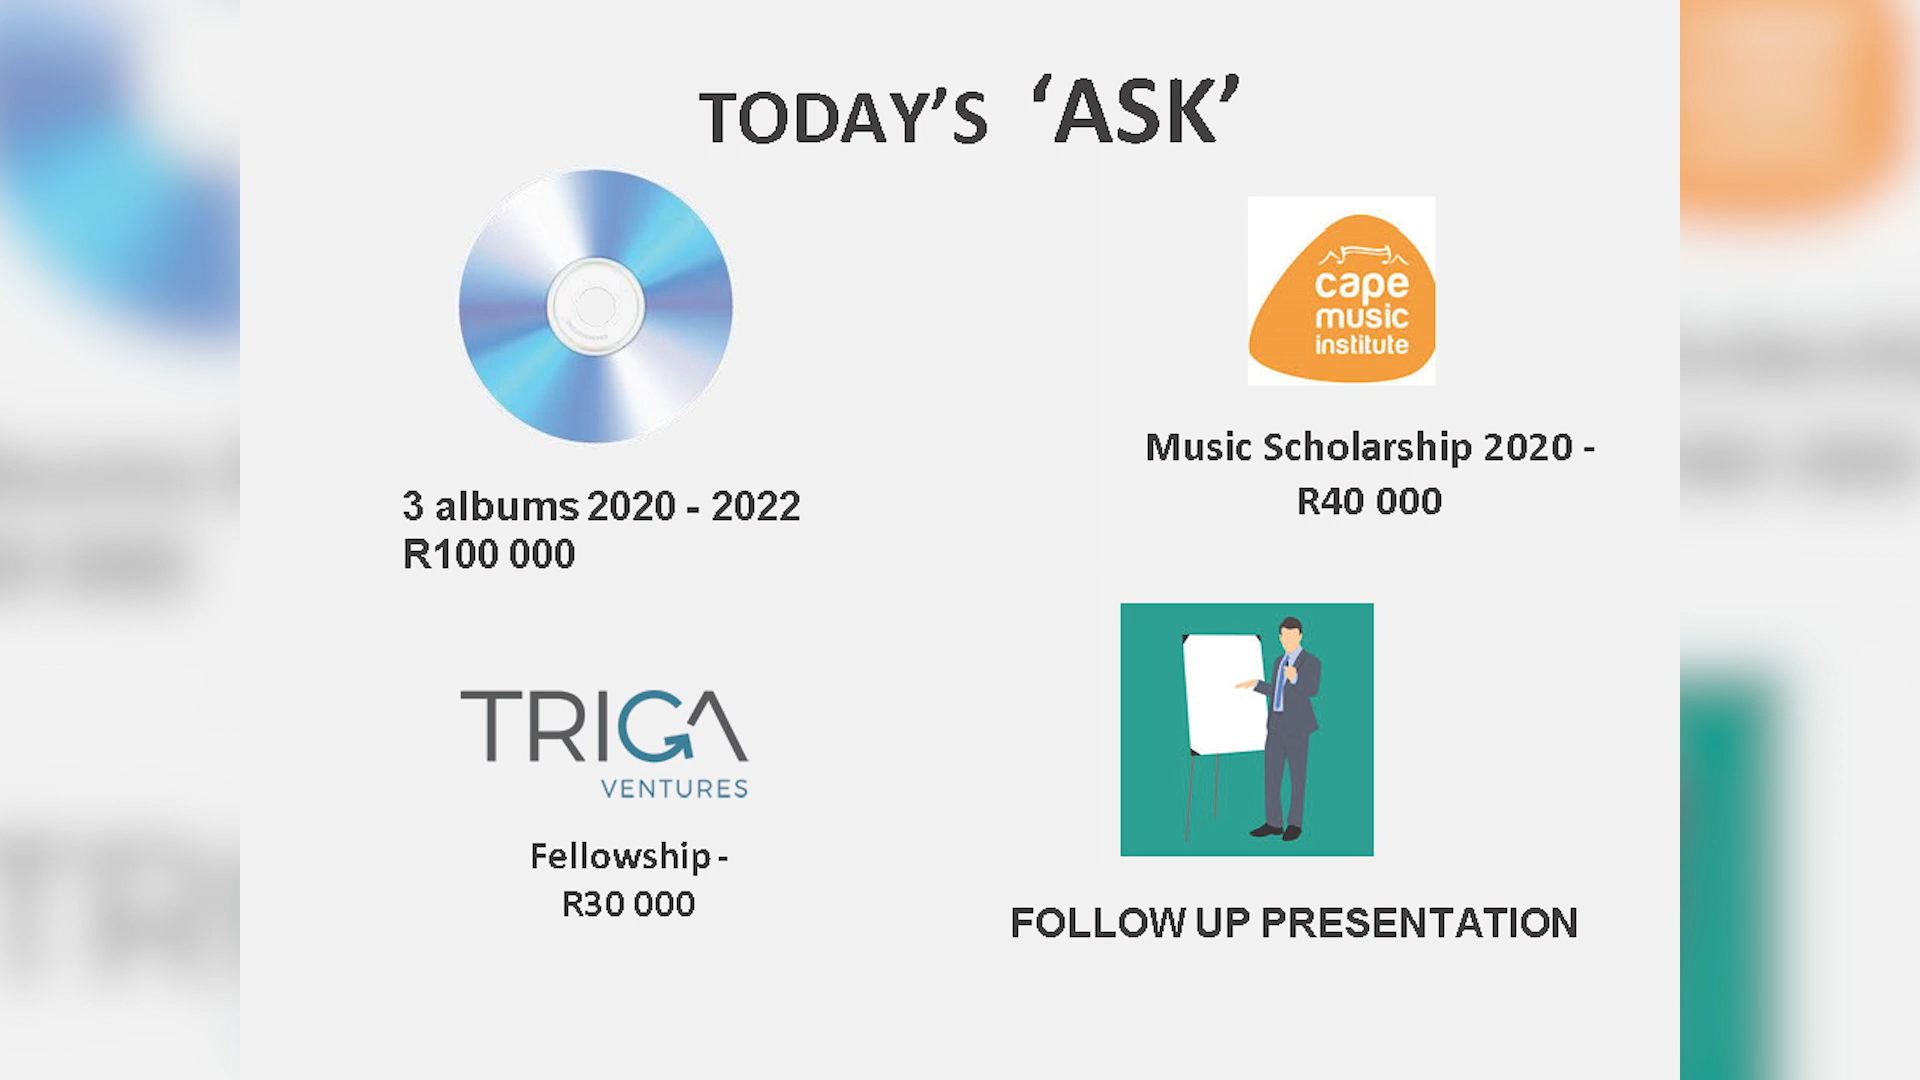 TODAY'S ‘ASK’
cape
music
institute
3 albums 2020 - 2022
R100 000
Music Scholarship 2020 -
R40 000
TRIGA
VENTURES
Fellowship -
R30 000
FOLLOW UP PRESENTATION